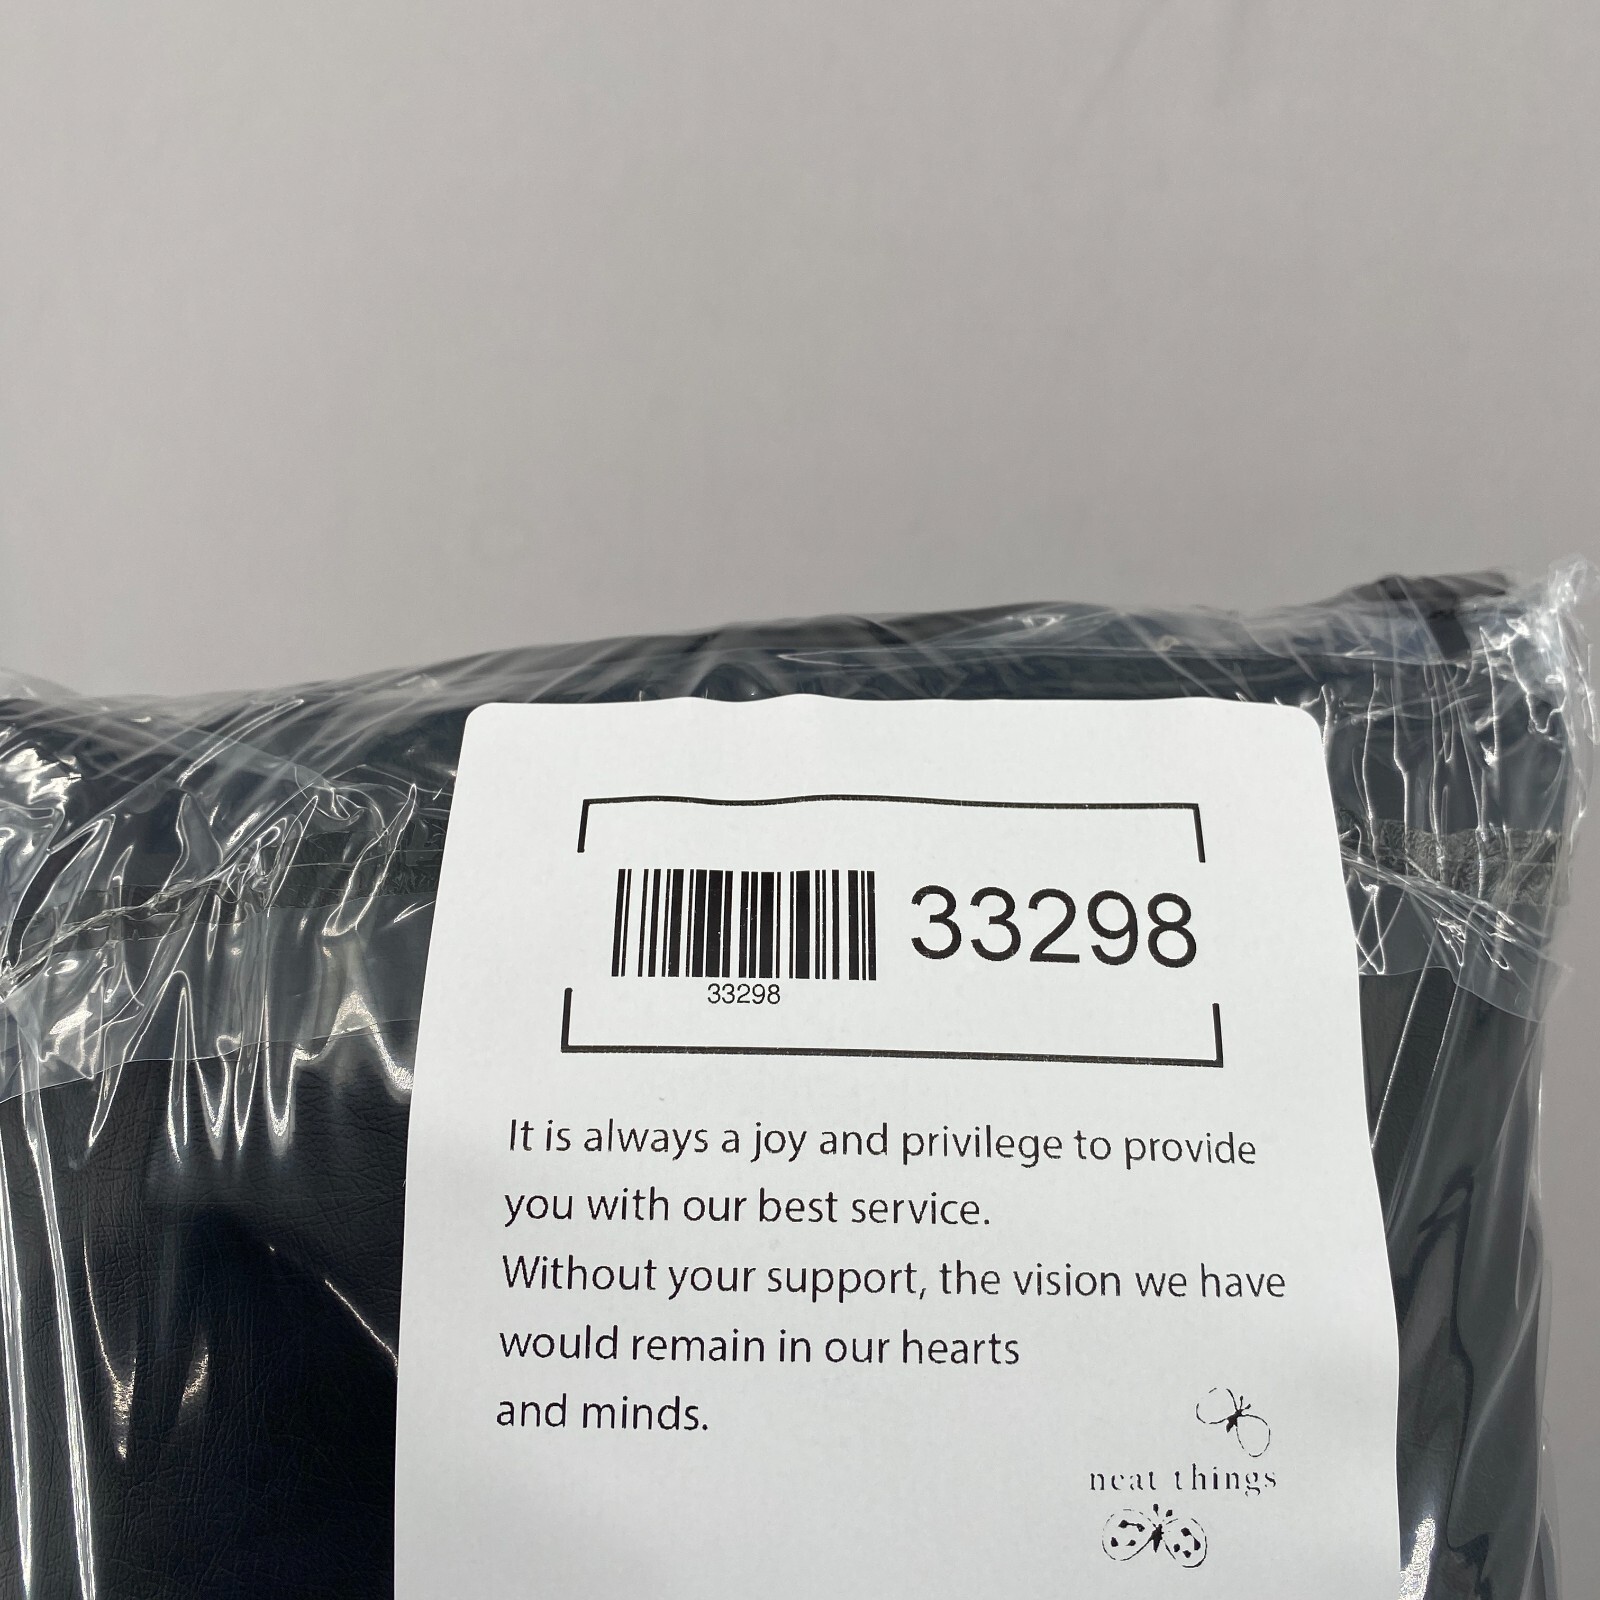 33298
33298
It is always a joy and privilege to provide
you with our best service.
Without your support, the vision we have
would remain in our hearts
and minds.
neat things